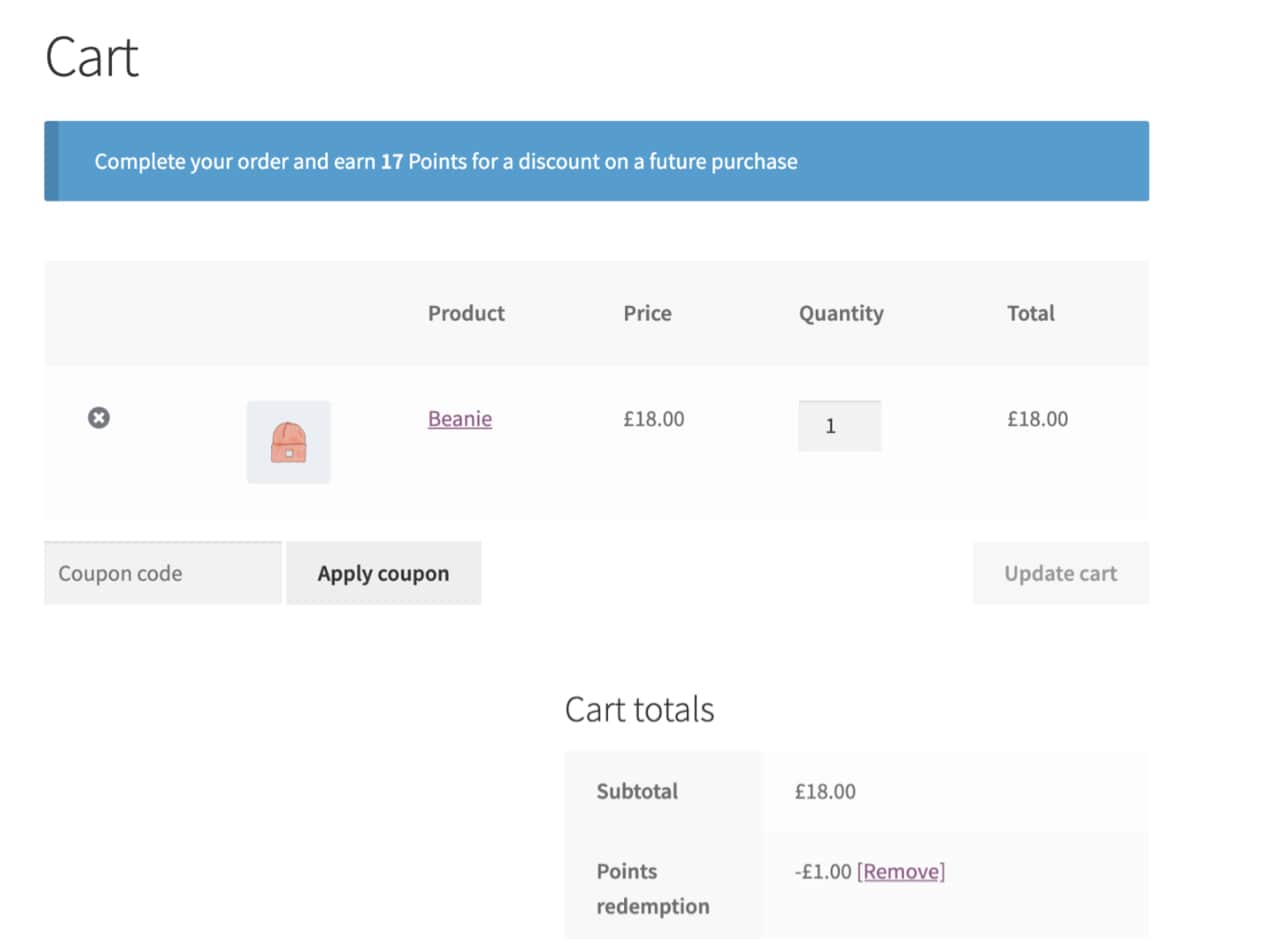 Cart
Complete your order and earn 17 Points for a discount on a future purchase
Product Price Quantity Total
Beanie £18.00 1 £18.00
Coupon code Apply coupon Update cart
Cart totals
Subtotal £18.00
Points -£1.00 [Remove]
redemption